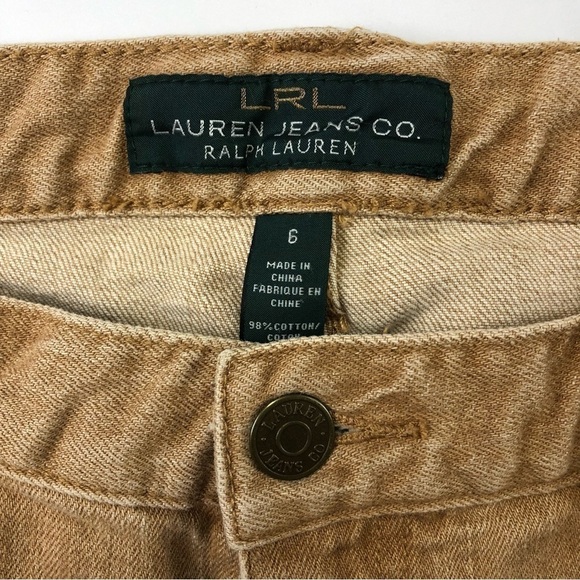 LRL
LAUREN JEANS CO.
RALPH LAUREN
6
MADE IN
CHINA
FABRIQUE EN
CHINE
98% COTTON/
LAUREN
JEANS CO